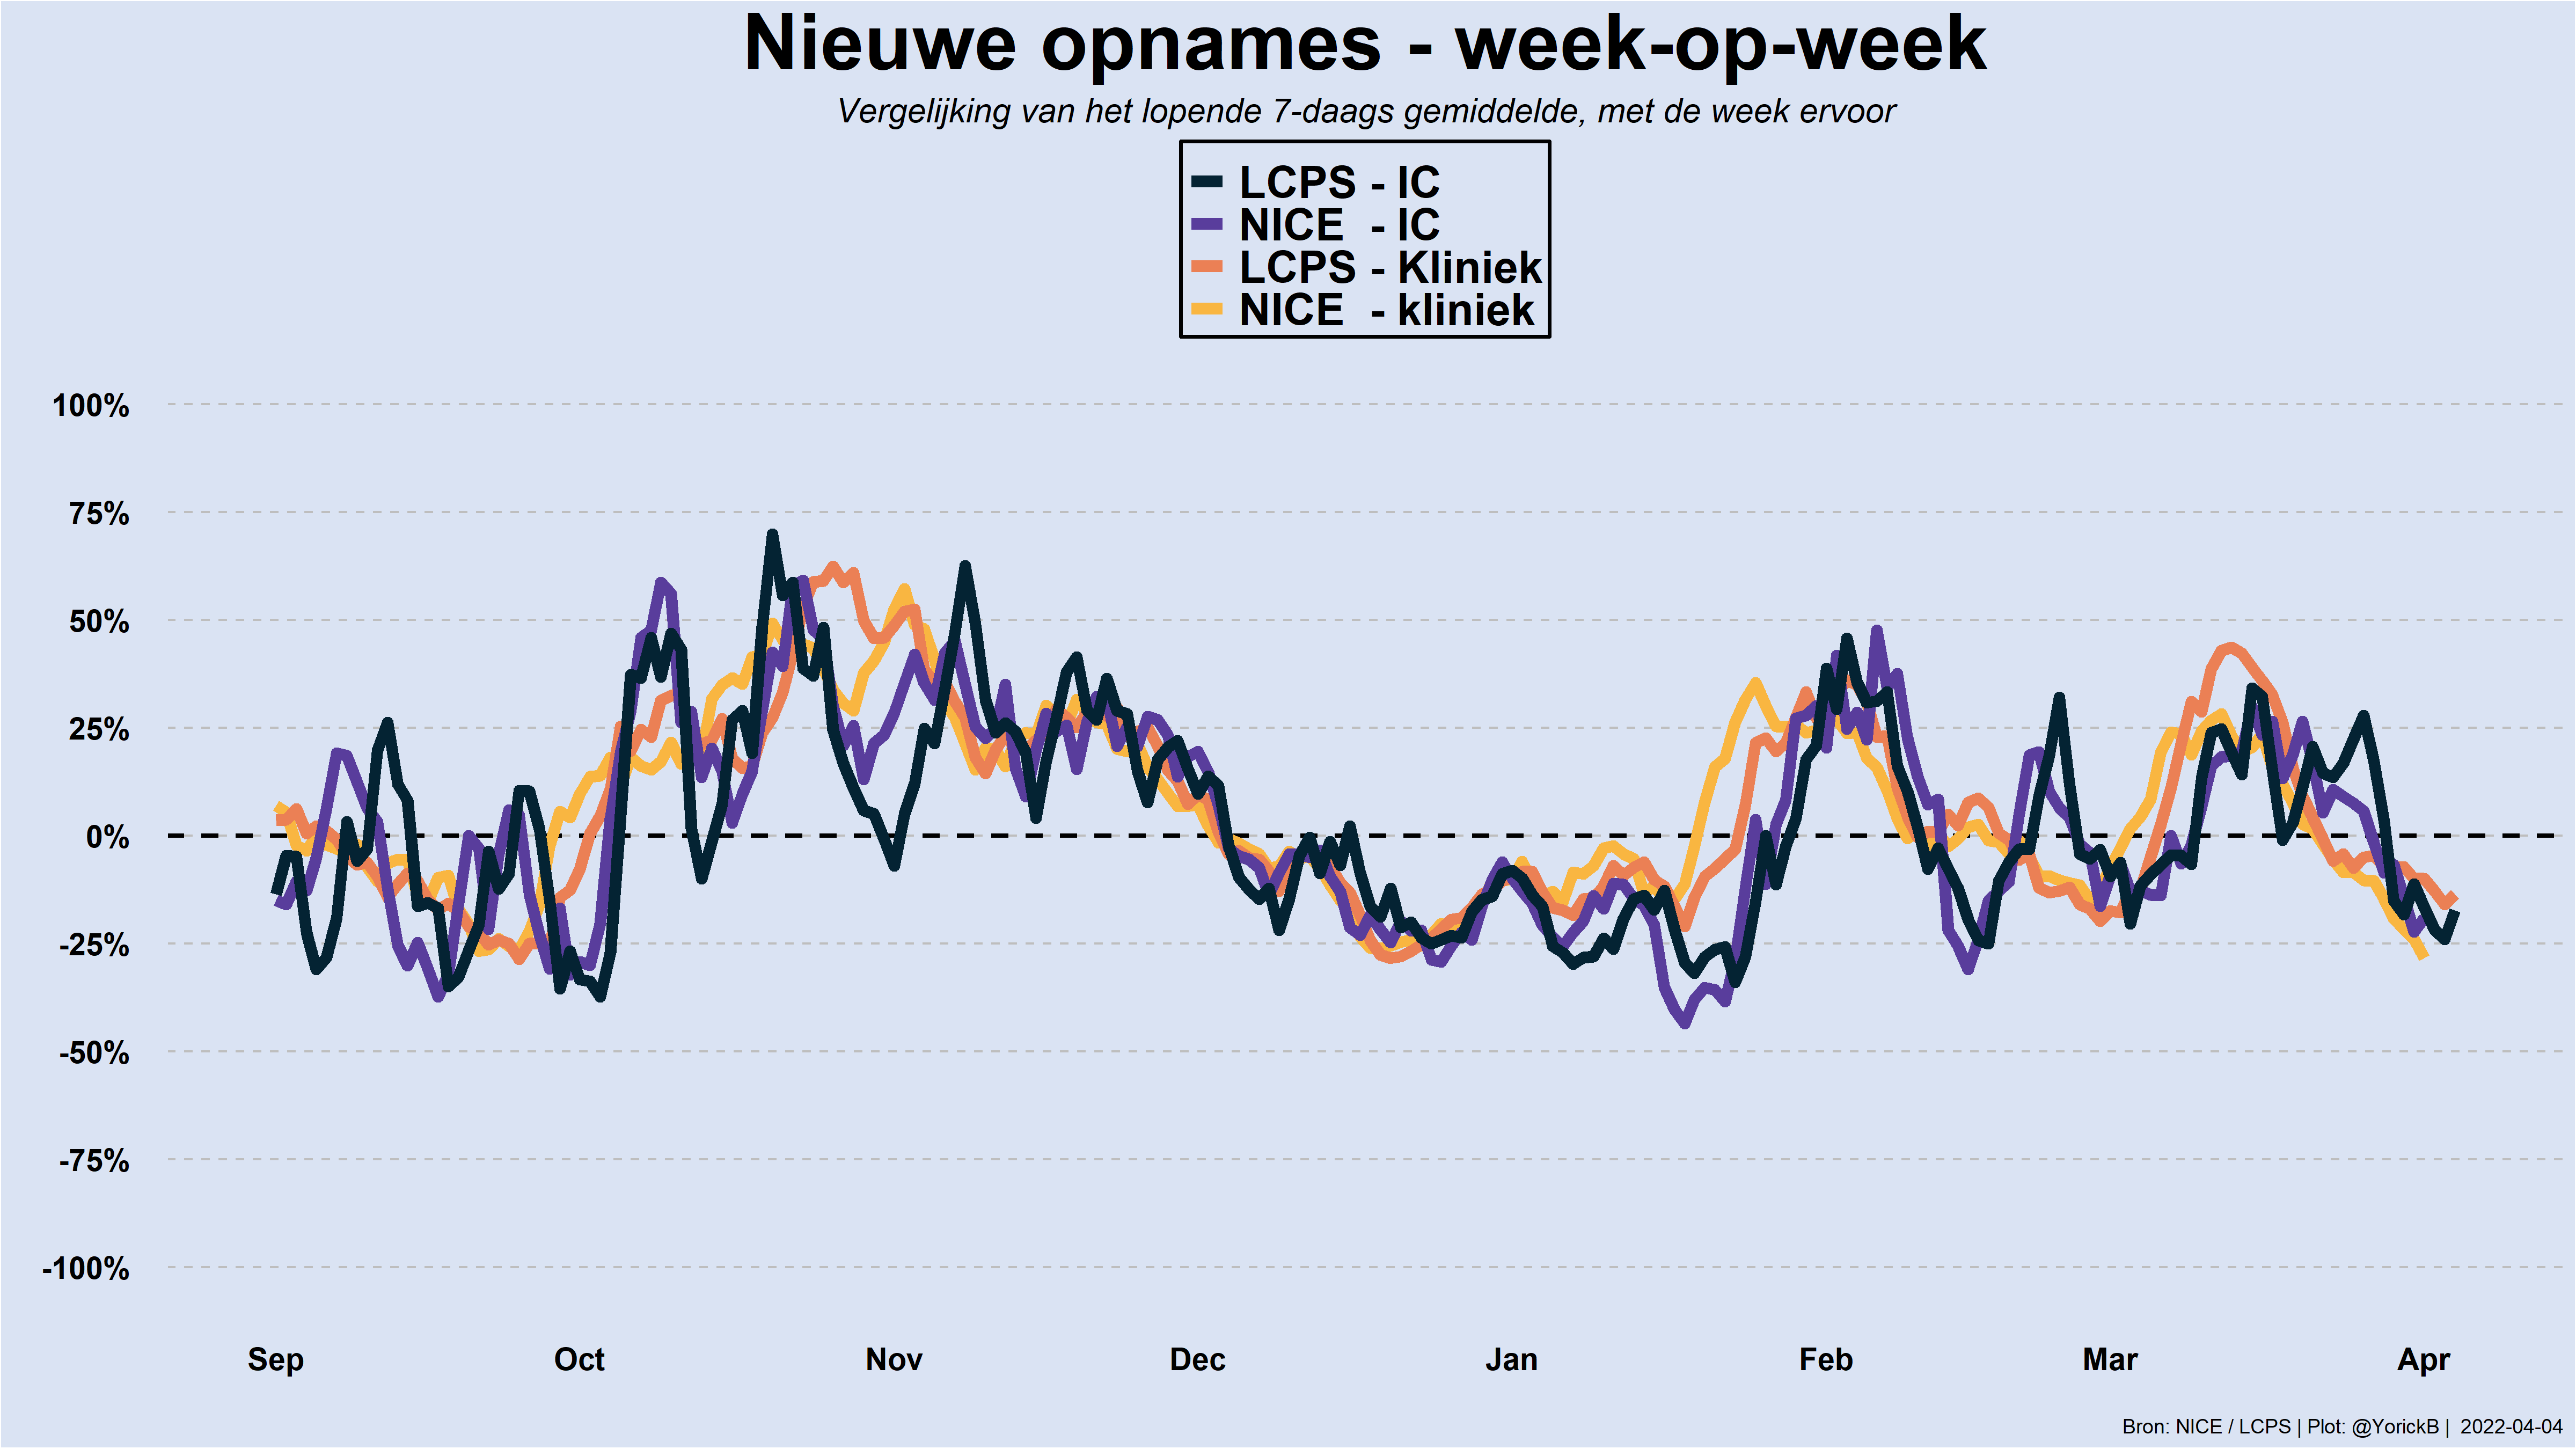 Nieuwe opnames - week-op-week
Vergelijking van het lopende 7-daags gemiddelde, met de week ervoor
LCPS - IC
NICE - IC
LCPS - Kliniek
NICE - kliniek
100%
75%
50%
25%
0%
-25%
-50%
-75%
-100%
Sep Oct Nov Dec Jan Feb Mar Apr
Bron: NICE / LCPS | Plot: @YorickB | 2022-04-04